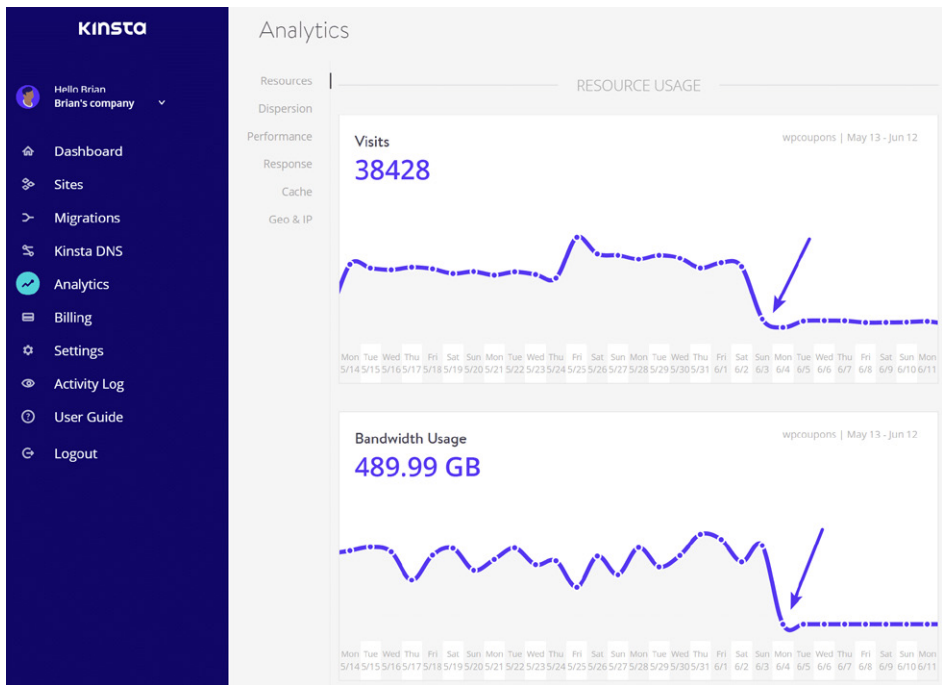 Kinsta
Hello Brian
Brian's company
Dashboard
Sites
Migrations
Kinsta DNS
Analytics
Billing
Settings
Activity Log
User Guide
Logout
Analytics
Resources
Dispersion
Performance
Response
Cache
Geo & IP
RESOURCE USAGE
Visits
wpcoupons | May 13 - Jun 12
38428
Mon Tue Wed Thu Fri Sat Sun Mon Tue Wed Thu Fri Sat Sun Mon Tue Wed Thu Fri Sat Sun Mon Tue Wed Thu Fri Sat Sun Mon
5/14 5/15 5/16 5/17 5/18 5/19 5/20 5/21 5/22 5/23 5/24 5/25 5/26 5/27 5/28 5/29 5/30 5/31 6/1 6/2 6/3 6/4 6/5 6/6 6/7 6/8 6/9 6/10 6/11
Bandwidth Usage
wpcoupons | May 13 - Jun 12
489.99 GB
Mon Tue Wed Thu Fri Sat Sun Mon Tue Wed Thu Fri Sat Sun Mon Tue Wed Thu Fri Sat Sun Mon Tue Wed Thu Fri Sat Sun Mon
5/14 5/15 5/16 5/17 5/18 5/19 5/20 5/21 5/22 5/23 5/24 5/25 5/26 5/27 5/28 5/29 5/30 5/31 6/1 6/2 6/3 6/4 6/5 6/6 6/7 6/8 6/9 6/10 6/11